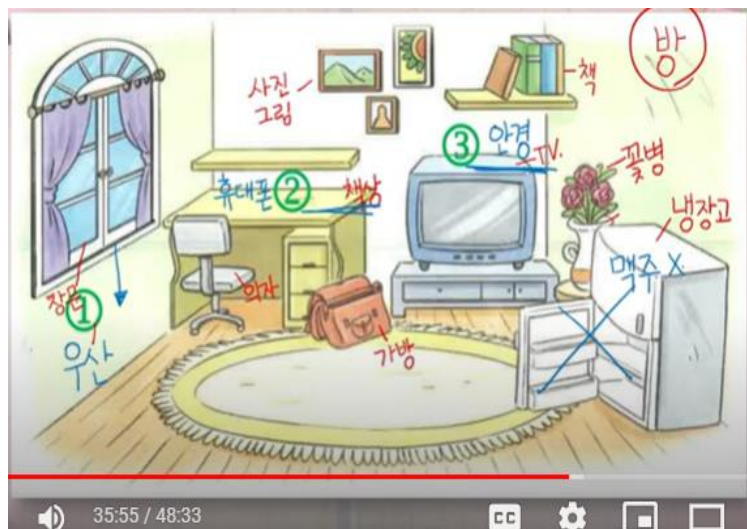 방
사진
그림
책
③ 안경
TV.
꽃병
휴대폰 ② 책상
냉장고
맥주 X
창문
①
의자
우산
가방
35:55 / 48:33
CC